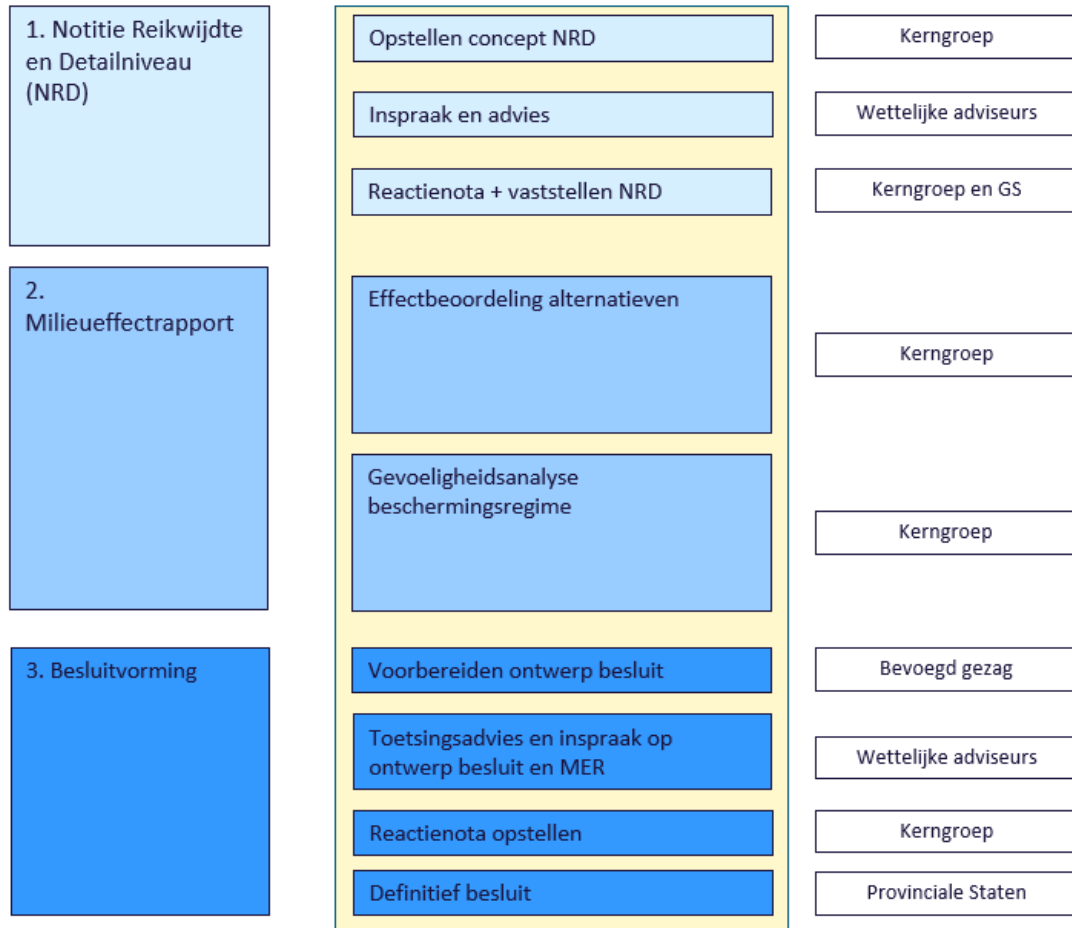 1. Notitie Reikwijdte
en Detailniveau
(NRD)
Opstellen concept NRD
Kerngroep
Inspraak en advies
Wettelijke adviseurs
Reactienota + vaststellen NRD
Kerngroep en GS
2.
Milieueffectrapport
Effectbeoordeling alternatieven
Kerngroep
Gevoeligheidsanalyse
beschermingsregime
Kerngroep
3. Besluitvorming
Voorbereiden ontwerp besluit
Bevoegd gezag
Toetsingsadvies en inspraak op
ontwerp besluit en MER
Wettelijke adviseurs
Reactienota opstellen
Kerngroep
Definitief besluit
Provinciale Staten